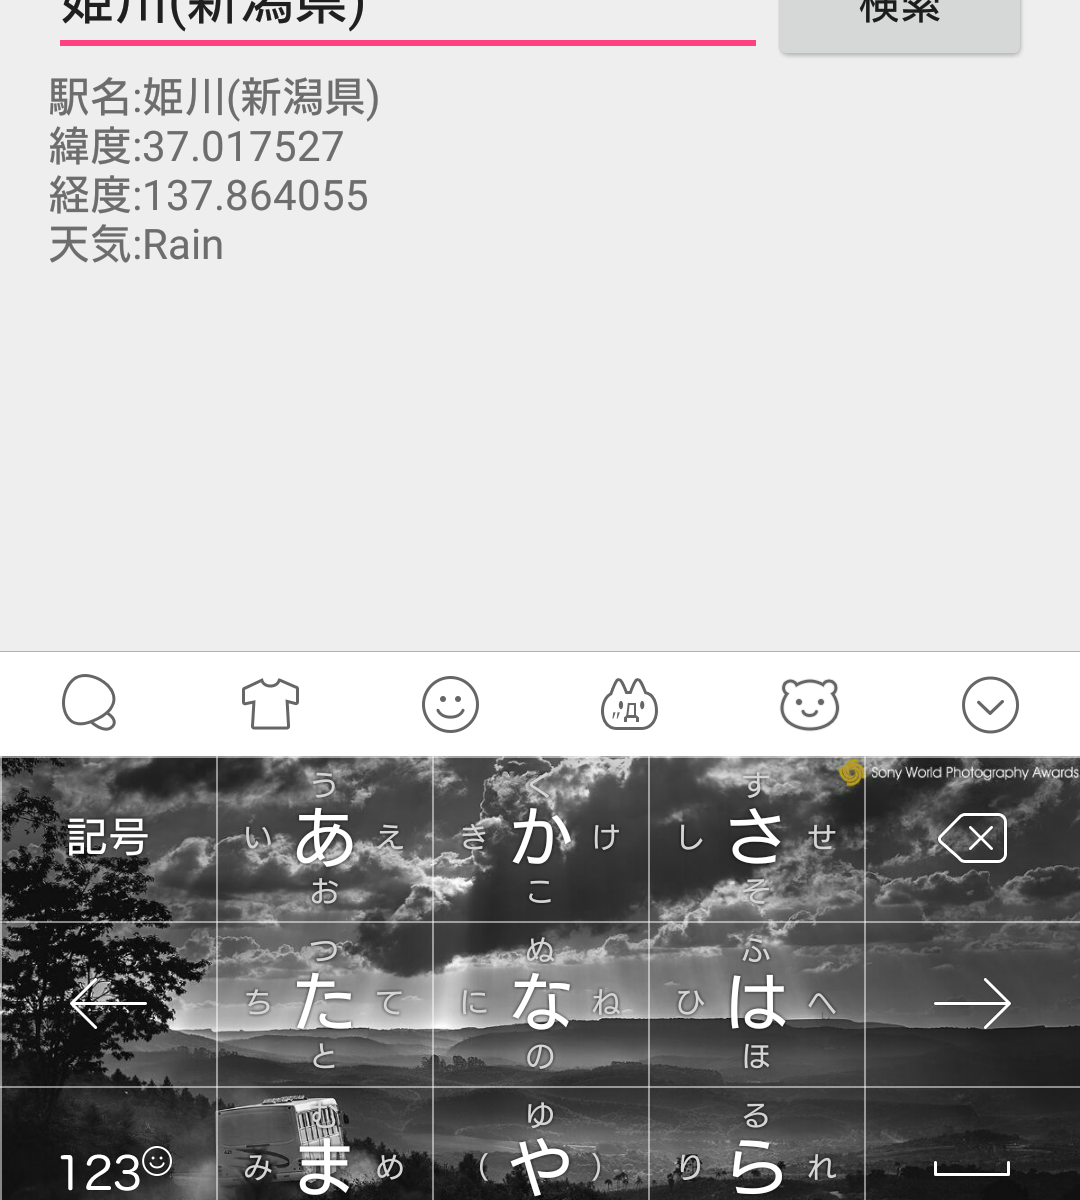 姫川(新潟県)
検索
駅名:姫川(新潟県)
緯度:37.017527
経度:137.864055
天気:Rain
Sony World Photography Awards
う く す
記号 い あ え き か け し さ せ
お こ そ
つ ぬ ふ
ち た て に な ね ひ は へ
と の ほ
む ゆ る
123 み ま め ( や ) り ら れ